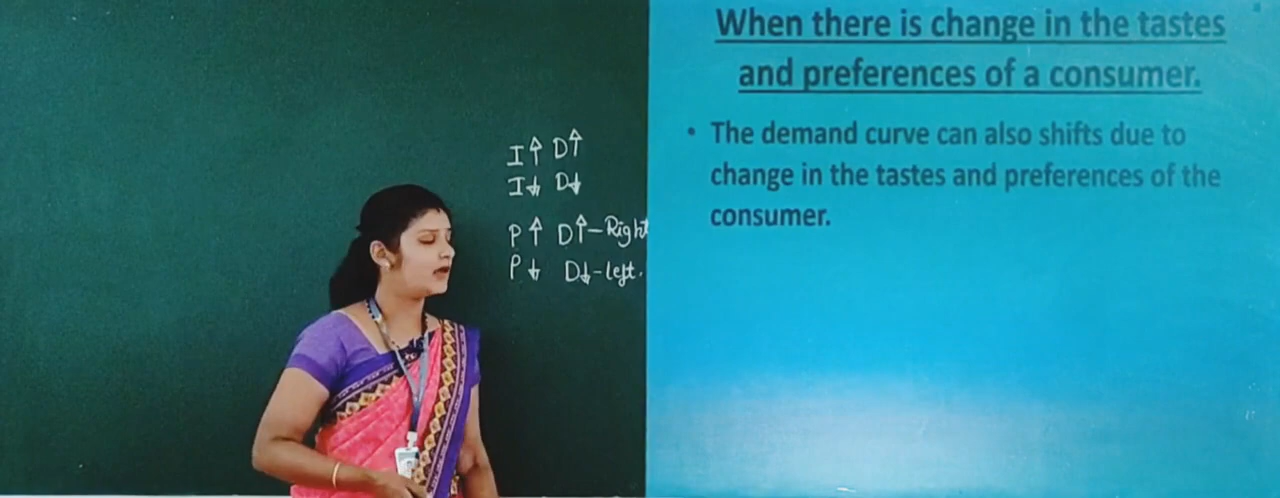 I↑ D↑
I↓ D↓
P↑ D↑-Right
P↓ D↓-left.
When there is change in the tastes
and preferences of a consumer.
• The demand curve can also shifts due to
change in the tastes and preferences of the
consumer.